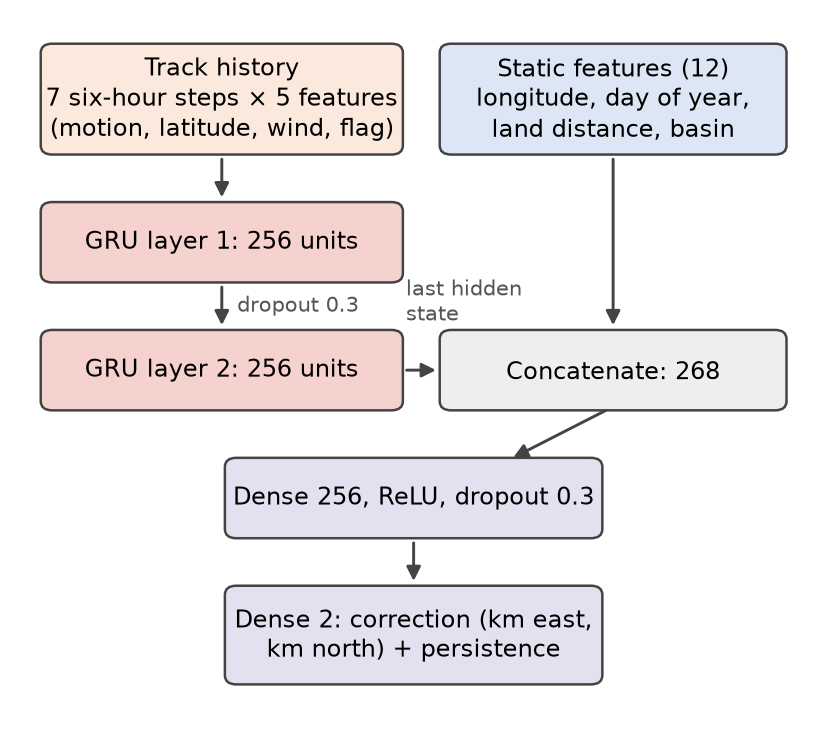 Track history
7 six-hour steps × 5 features
(motion, latitude, wind, flag)
Static features (12)
longitude, day of year,
land distance, basin
GRU layer 1: 256 units
dropout 0.3
last hidden
state
GRU layer 2: 256 units
Concatenate: 268
Dense 256, ReLU, dropout 0.3
Dense 2: correction (km east,
km north) + persistence